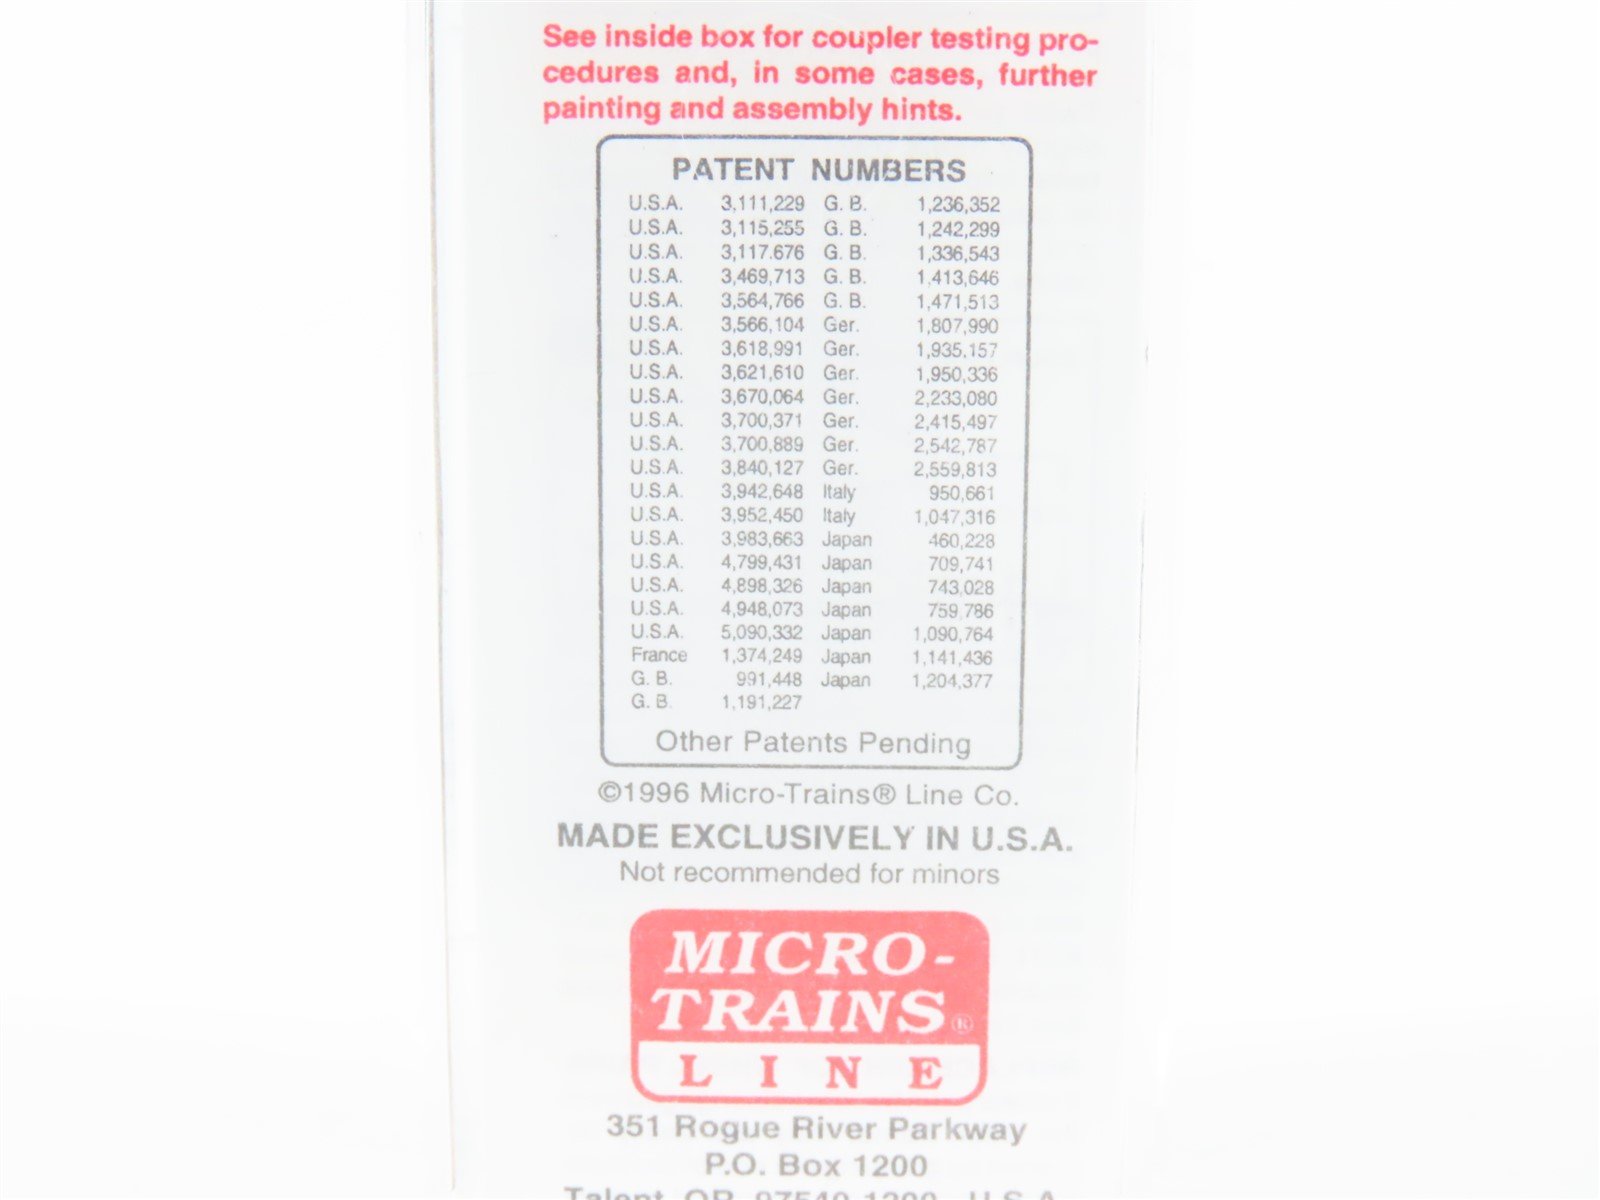 See inside box for coupler testing pro-
cedures and, in some cases, further
painting and assembly hints.
PATENT NUMBERS
U.S.A. 3,111,229 G. B. 1,236,352
U.S.A. 3,115,255 G. B. 1,242,299
U.S.A. 3,117.676 G. B. 1,336,543
U.S.A. 3,469,713 G. B. 1,413,646
U.S.A. 3,564,766 G. B. 1,471,513
U.S.A. 3,566,104 Ger. 1,807,990
U.S.A. 3,618,991 Ger. 1,935,157
U.S.A. 3,621,610 Ger. 1,950,336
U.S.A. 3,670,064 Ger. 2,233,080
U.S.A. 3,700,371 Ger. 2,415,497
U.S.A. 3,700,889 Ger. 2,542,787
U.S.A. 3,840,127 Ger. 2,559,813
U.S.A. 3,942,648 Italy 950,661
U.S.A. 3,952,450 Italy 1,047,316
U.S.A. 3,983,663 Japan 460,228
U.S.A. 4,799,431 Japan 709,741
U.S.A. 4,898,326 Japan 743,028
U.S.A. 4,948,073 Japan 759,786
U.S.A. 5,090,332 Japan 1,090,764
France 1,374,249 Japan 1,141,436
G. B. 991,448 Japan 1,204,377
G. B. 1,191,227
Other Patents Pending
©1996 Micro-Trains® Line Co.
MADE EXCLUSIVELY IN U.S.A.
Not recommended for minors
MICRO-
TRAINS®
LINE
351 Rogue River Parkway
P.O. Box 1200
Talent, OR 97540-1200 U.S.A.